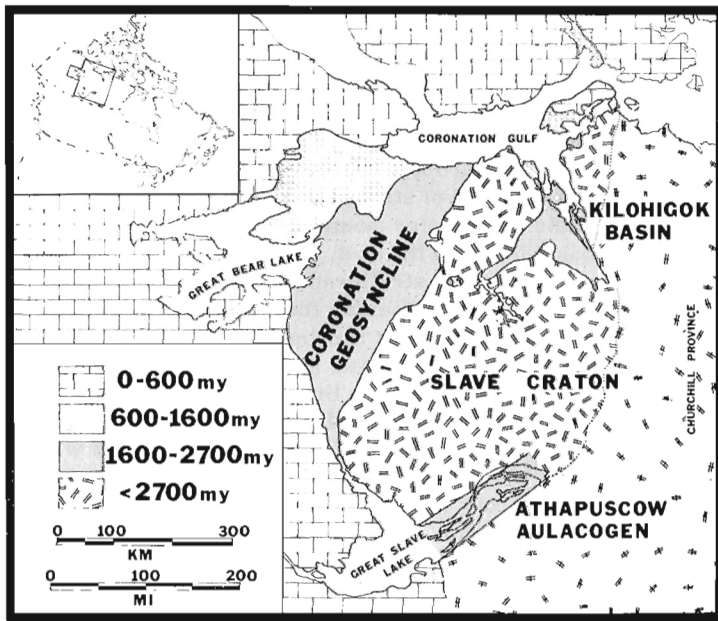 CORONATION GULF
KILOHIGOK
BASIN
GREAT BEAR LAKE
CORONATION
GEOSYNCLINE
SLAVE CRATON
CHURCHILL PROVINCE
0-600my
600-1600my
1600-2700my
<2700my
0 100 300
KM
0 100 200
MI
ATHAPUSCOW
AULACOGEN
GREAT SLAVE
LAKE